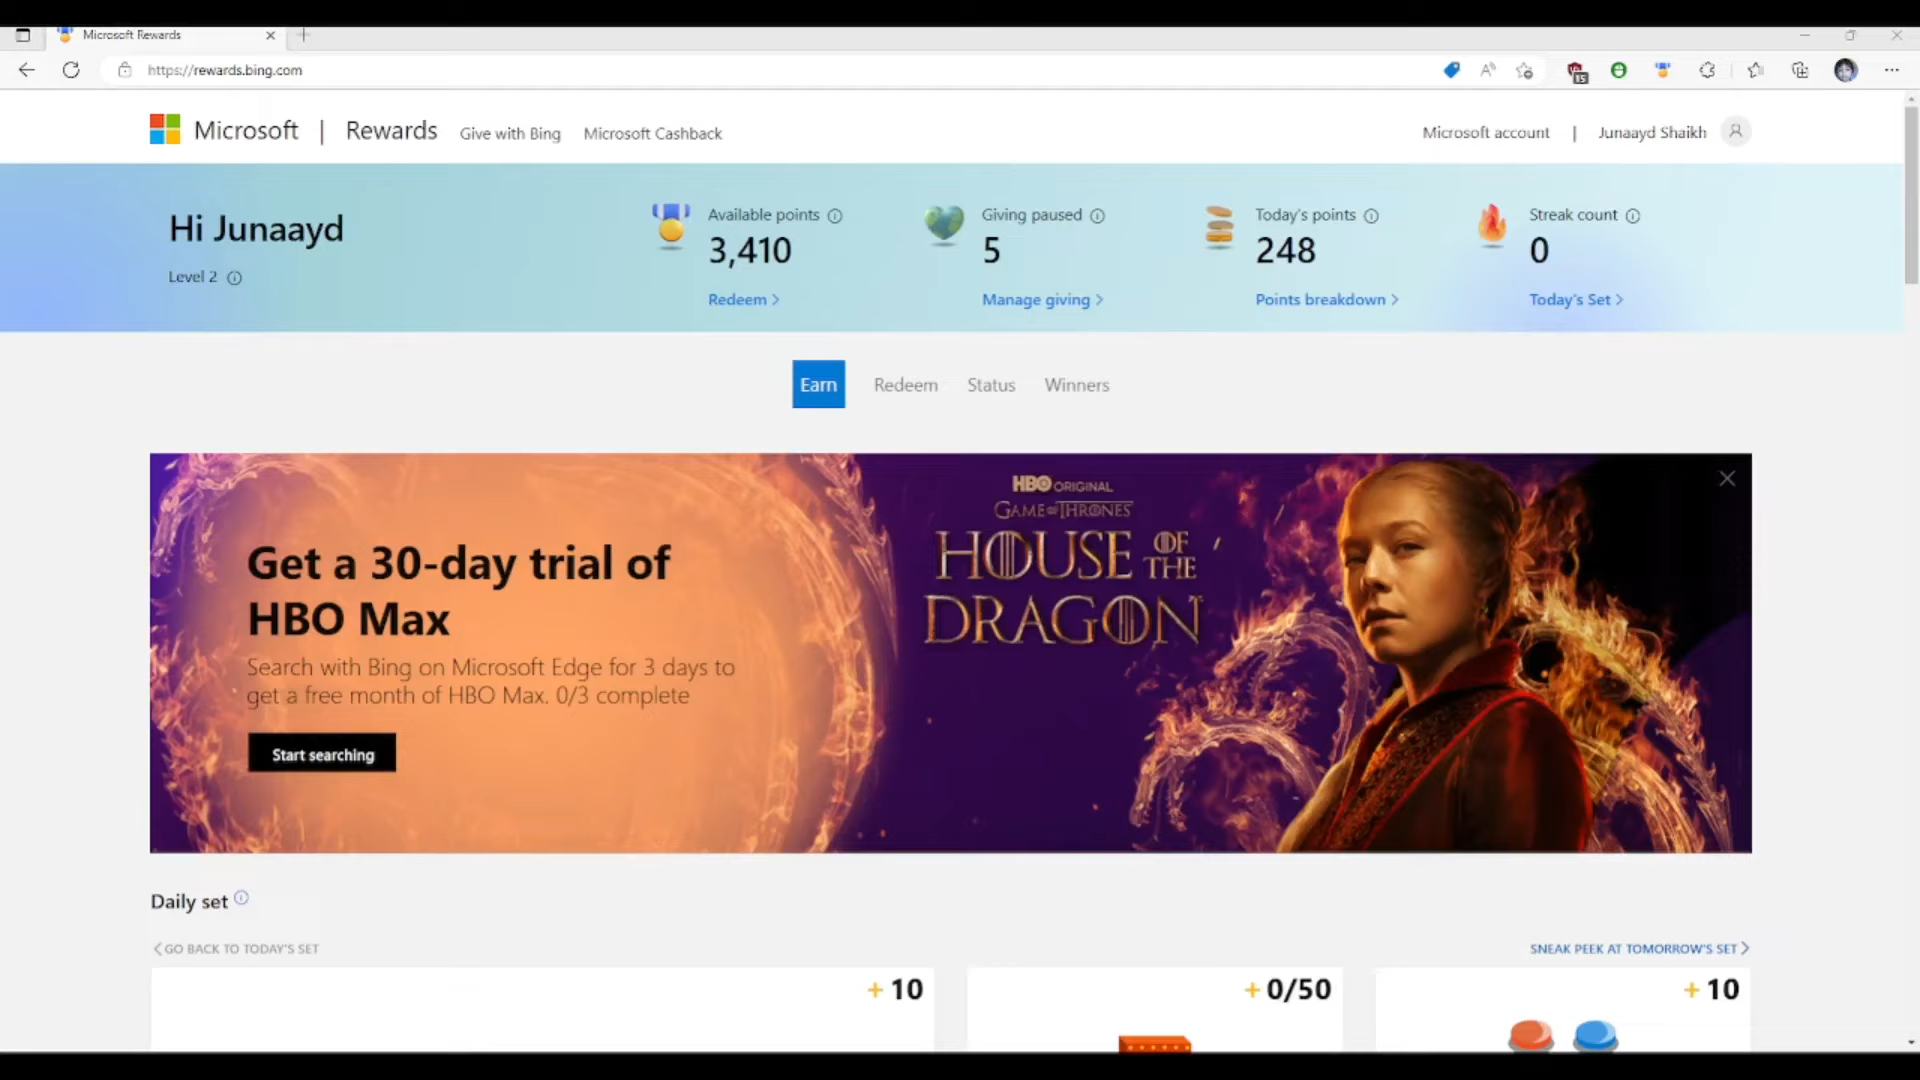 Microsoft Rewards
https://rewards.bing.com
15
Microsoft | Rewards Give with Bing Microsoft Cashback
Microsoft account | Junaayd Shaikh
Hi Junaayd
Level 2
Available points
3,410
Redeem >
Giving paused
5
Manage giving >
Today's points
248
Points breakdown >
Streak count
0
Today's Set >
Earn Redeem Status Winners
Get a 30-day trial of
HBO Max
Search with Bing on Microsoft Edge for 3 days to
get a free month of HBO Max. 0/3 complete
Start searching
HBO ORIGINAL
GAME OF THRONES
HOUSE OF THE
DRAGON
Daily set
< GO BACK TO TODAY'S SET
SNEAK PEEK AT TOMORROW'S SET >
+ 10
+ 0/50
+ 10